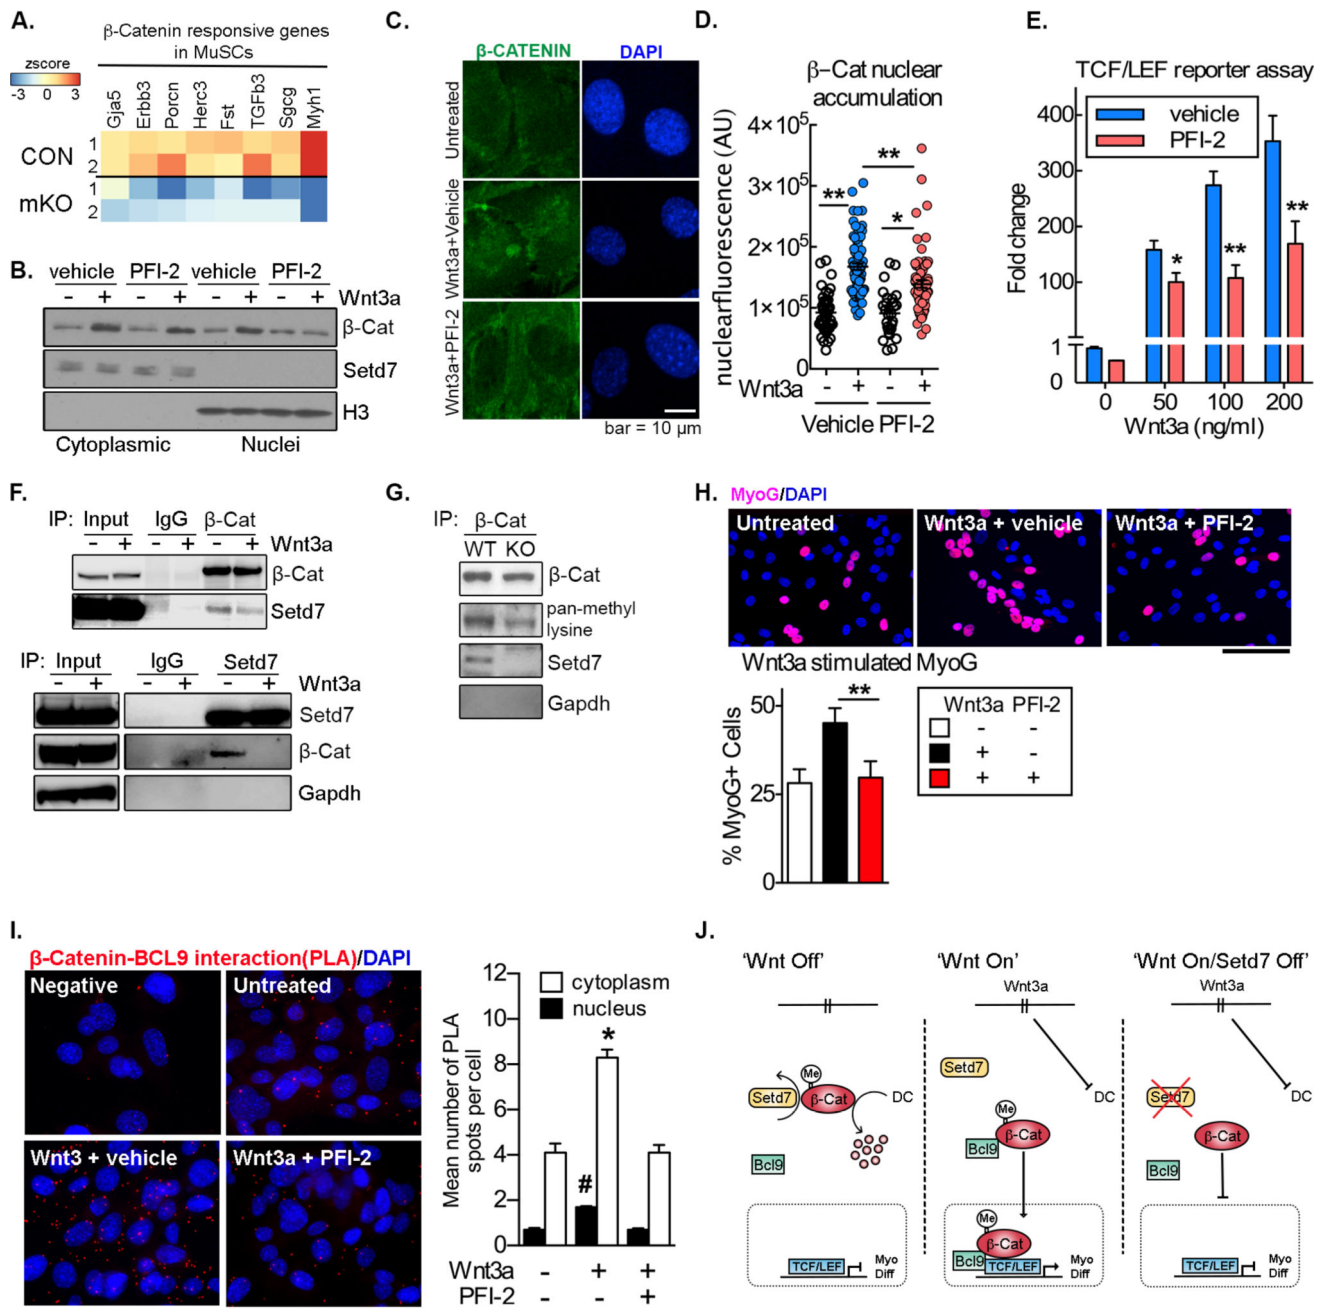 A.
β-Catenin responsive genes
in MuSCs
zscore
-3 0 3
Gja5 Erbb3 Porcn Herc3 Fst TGFb3 Sgcg Myh1
CON 1
2
mKO 1
2
B.
vehicle PFI-2 vehicle PFI-2
- + - + - + - + Wnt3a
β-Cat
Setd7
H3
Cytoplasmic Nuclei
C.
β-CATENIN DAPI
Untreated
Wnt3a+Vehicle
Wnt3a+PFI-2
bar = 10 µm
D.
β-Cat nuclear
accumulation
nuclearfluorescence (AU)
4×10⁵
3×10⁵
2×10⁵
1×10⁵
0
**
**
*
Wnt3a - + - +
Vehicle PFI-2
E.
TCF/LEF reporter assay
vehicle
PFI-2
Fold change
400
300
200
100
1
0
* ** **
0 50 100 200
Wnt3a (ng/ml)
F.
IP: Input IgG β-Cat
- + - + - + Wnt3a
β-Cat
Setd7
IP: Input IgG Setd7
- + - + - + Wnt3a
Setd7
β-Cat
Gapdh
G.
IP: β-Cat
WT KO
β-Cat
pan-methyl
lysine
Setd7
Gapdh
H.
MyoG/DAPI
Untreated Wnt3a + vehicle Wnt3a + PFI-2
Wnt3a stimulated MyoG
% MyoG+ Cells
50
25
0
**
Wnt3a PFI-2
- -
+ -
+ +
I.
β-Catenin-BCL9 interaction(PLA)/DAPI
Negative Untreated
Wnt3 + vehicle Wnt3a + PFI-2
Mean number of PLA
spots per cell
12
10
8
6
4
2
0
cytoplasm
nucleus
# *
Wnt3a - + +
PFI-2 +
J.
'Wnt Off' 'Wnt On' 'Wnt On/Setd7 Off'
Wnt3a Wnt3a
Setd7 Me β-Cat DC
Bcl9
TCF/LEF Myo
Diff
Setd7
DC
Me
β-Cat
Bcl9
Me
β-Cat
Bcl9
TCF/LEF Myo
Diff
Setd7 DC
β-Cat
Bcl9
TCF/LEF Myo
Diff